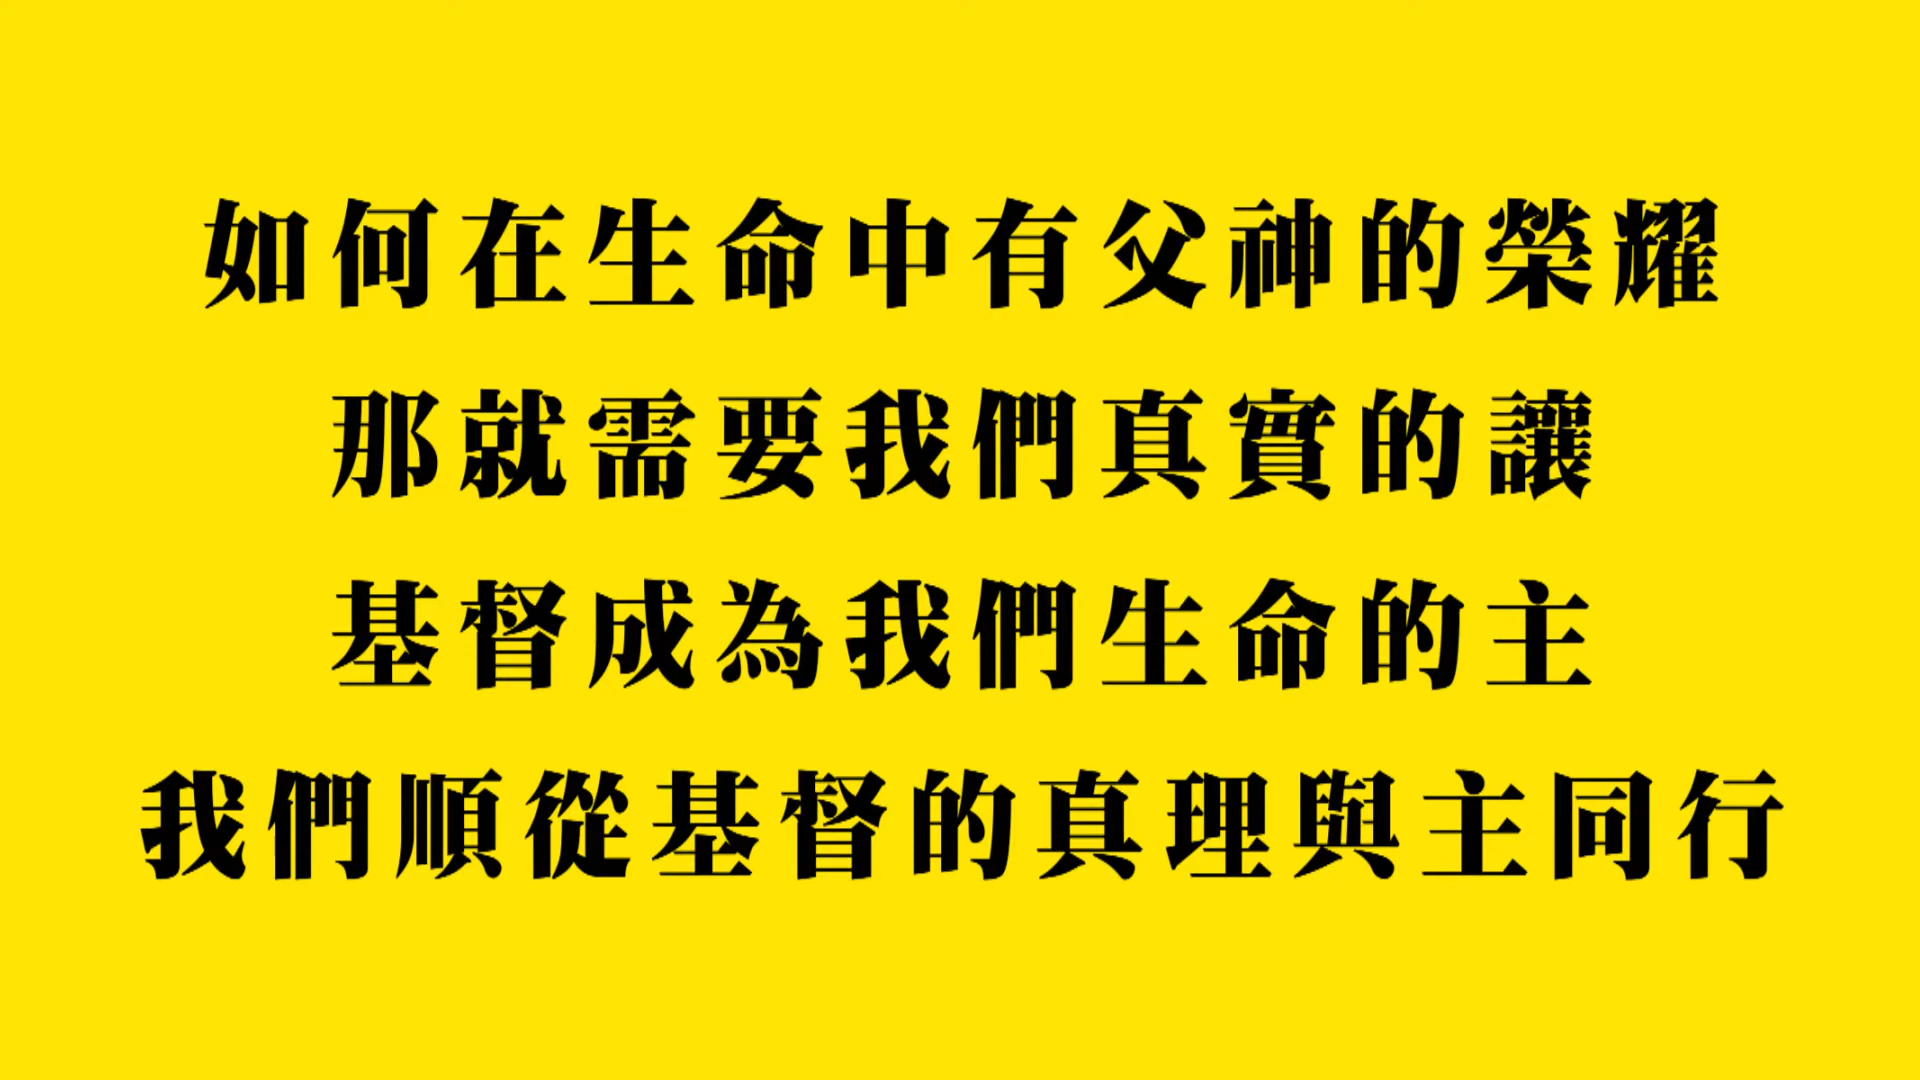 如何在生命中有父神的榮耀
那就需要我們真實的讓
基督成為我們生命的主
我們順從基督的真理與主同行